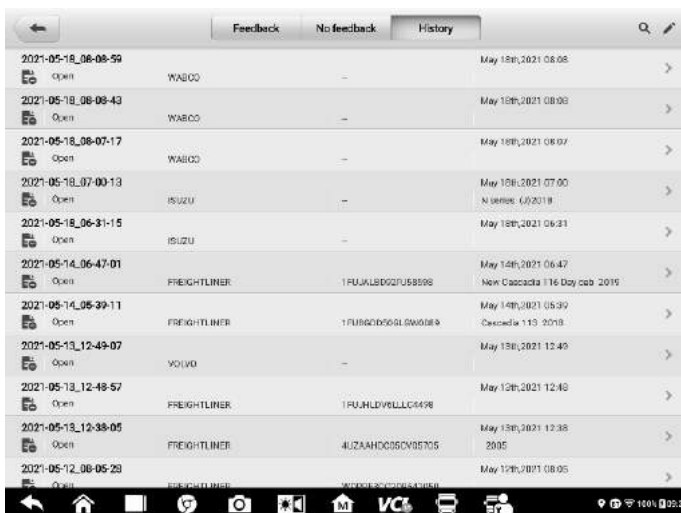 Feedback No feedback History
2021-05-18_08-08-59 May 18th,2021 08:08
Open WABCO --
2021-05-18_08-08-43 May 18th,2021 08:08
Open WABCO --
2021-05-18_08-07-17 May 18th,2021 08:07
Open WABCO --
2021-05-18_07-00-13 May 18th,2021 07:00
Open ISUZU -- N series (J)2018
2021-05-18_06-31-15 May 18th,2021 06:31
Open ISUZU --
2021-05-14_06-47-01 May 14th,2021 06:47
Open FREIGHTLINER New Cascadia 116 Day cab 2019
2021-05-14_05-39-11 May 14th,2021 05:39
Open FREIGHTLINER Cascadia 113 2018
2021-05-13_12-49-07 May 13th,2021 12:49
Open VOLVO --
2021-05-13_12-48-57 May 13th,2021 12:48
Open FREIGHTLINER
2021-05-13_12-38-05 May 13th,2021 12:38
Open FREIGHTLINER 4UZAAHDC05CV05705 2005
2021-05-12_08-05-28 May 12th,2021 08:05
Open FREIGHTLINER
M VCI 100%